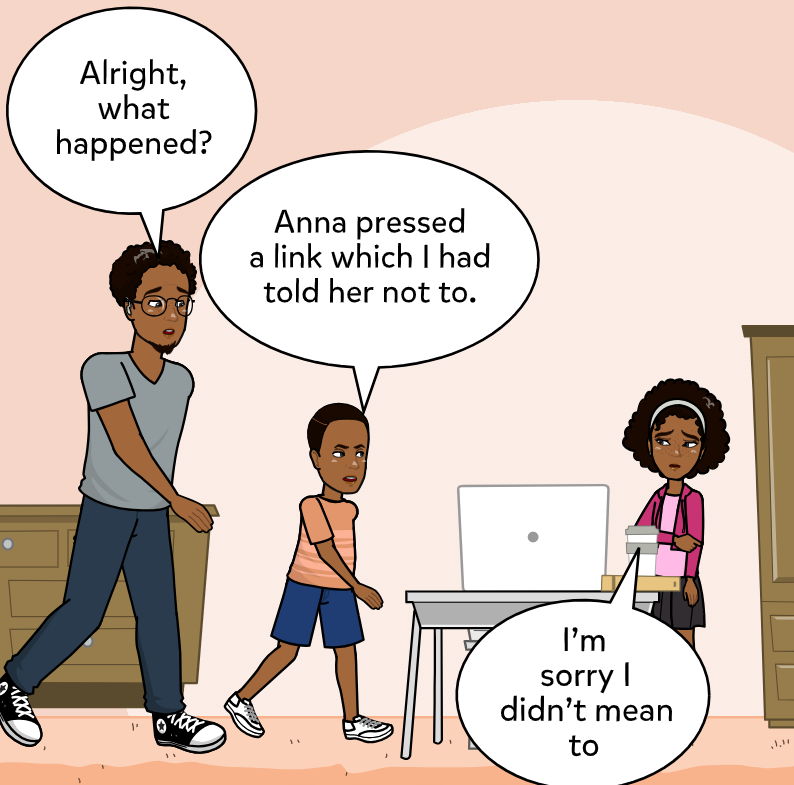 Alright,
what
happened?
Anna pressed
a link which I had
told her not to.
I'm
sorry I
didn't mean
to